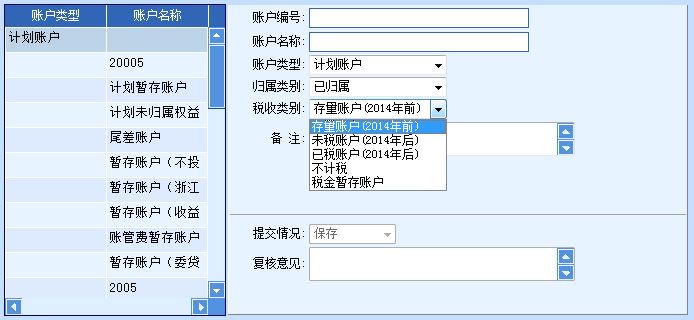 账户类型 账户名称
计划账户
20005
计划暂存账户
计划未归属权益
尾差账户
暂存账户（不投
暂存账户（浙江
暂存账户（收益
账管费暂存账户
暂存账户（委贷
2005
账户编号:
账户名称:
账户类型: 计划账户
归属类别: 已归属
税收类别: 存量账户(2014年前)
存量账户(2014年前)
未税账户(2014年后)
已税账户(2014年后)
不计税
税金暂存账户
备 注:
提交情况: 保存
复核意见: